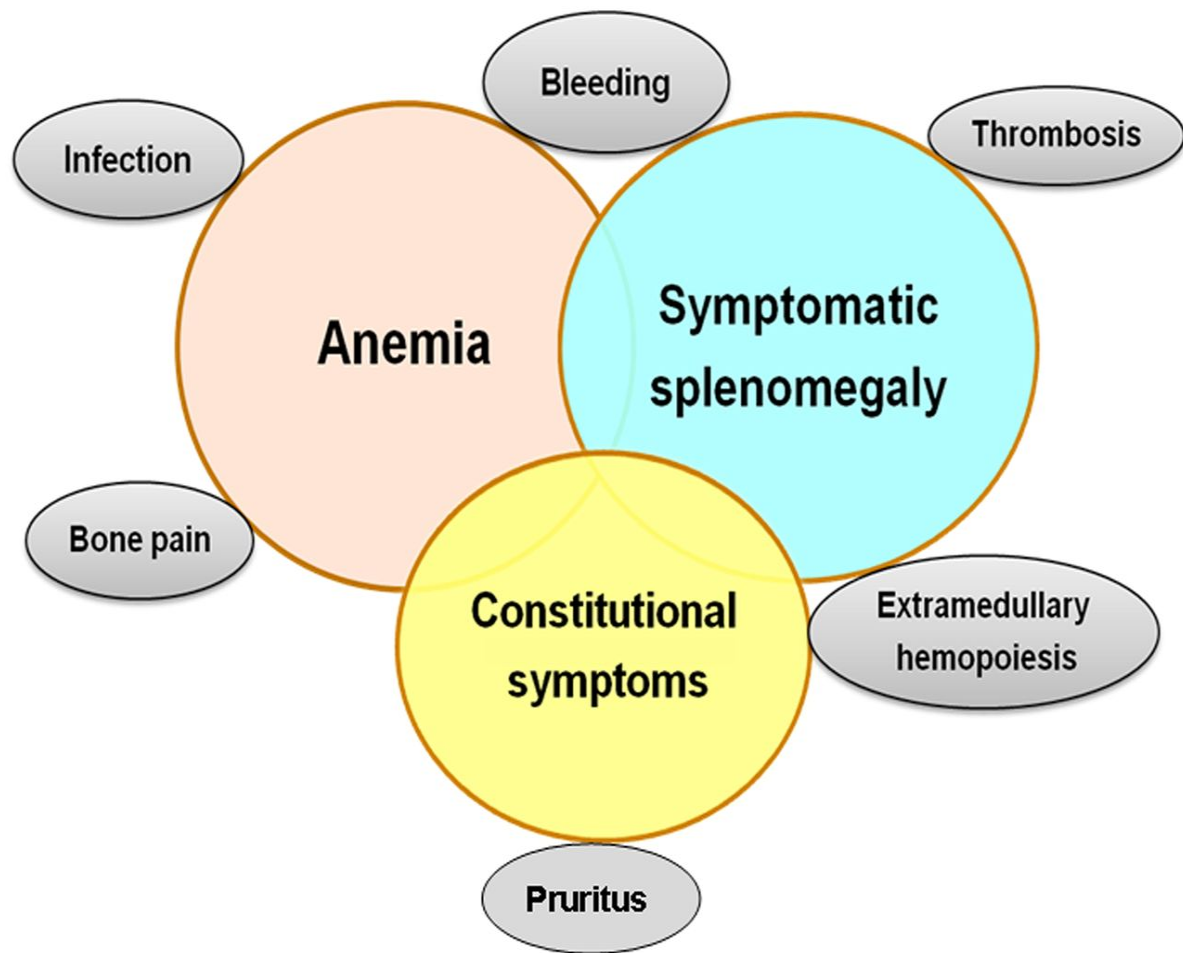 Bleeding
Thrombosis
Infection
Anemia
Symptomatic
splenomegaly
Bone pain
Constitutional
symptoms
Extramedullary
hemopoiesis
Pruritus